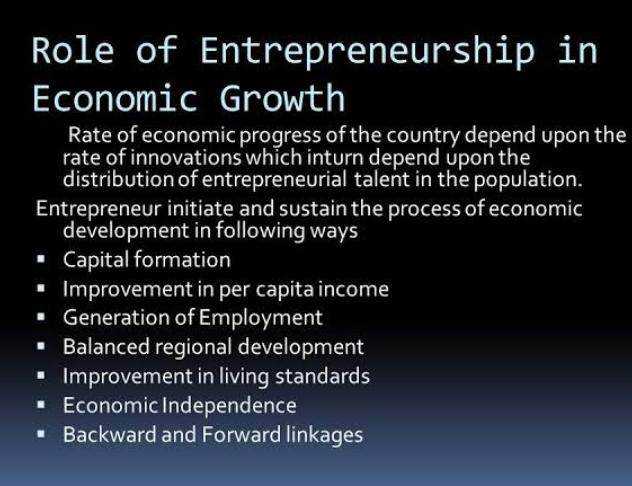 Role of Entrepreneurship in
Economic Growth
Rate of economic progress of the country depend upon the
rate of innovations which inturn depend upon the
distribution of entrepreneurial talent in the population.
Entrepreneur initiate and sustain the process of economic
development in following ways
▪ Capital formation
▪ Improvement in per capita income
▪ Generation of Employment
▪ Balanced regional development
▪ Improvement in living standards
▪ Economic Independence
▪ Backward and Forward linkages